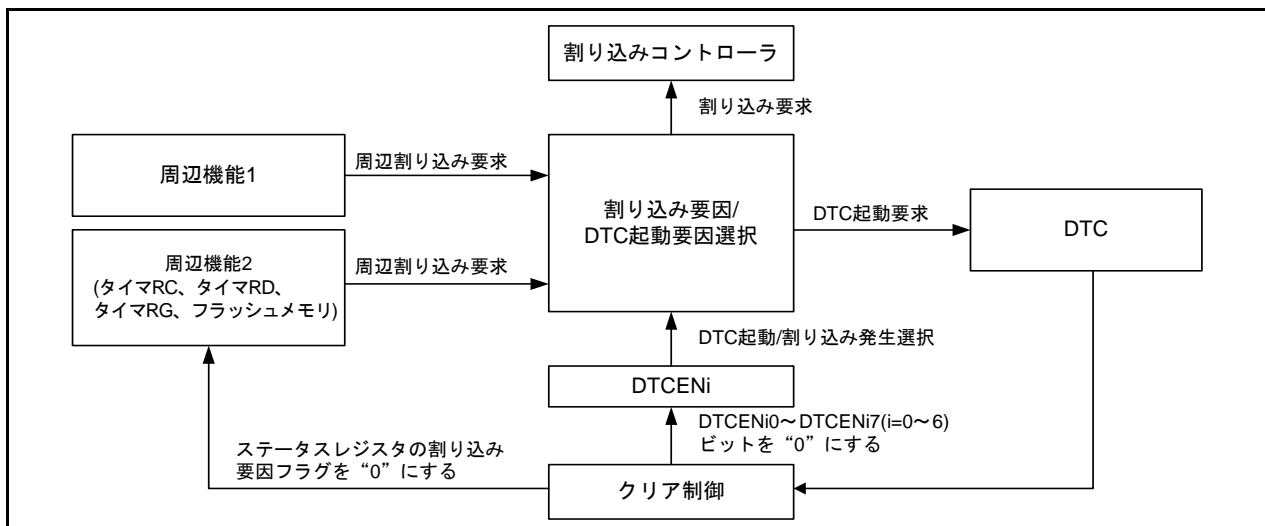 割り込みコントローラ
割り込み要求
周辺機能1
周辺割り込み要求
割り込み要因/
DTC起動要因選択
DTC起動要求
DTC
周辺機能2
(タイマRC、タイマRD、
タイマRG、フラッシュメモリ)
周辺割り込み要求
DTC起動/割り込み発生選択
DTCENi
DTCENi0～DTCENi7(i=0～6)
ビットを“0”にする
ステータスレジスタの割り込み
要因フラグを“0”にする
クリア制御